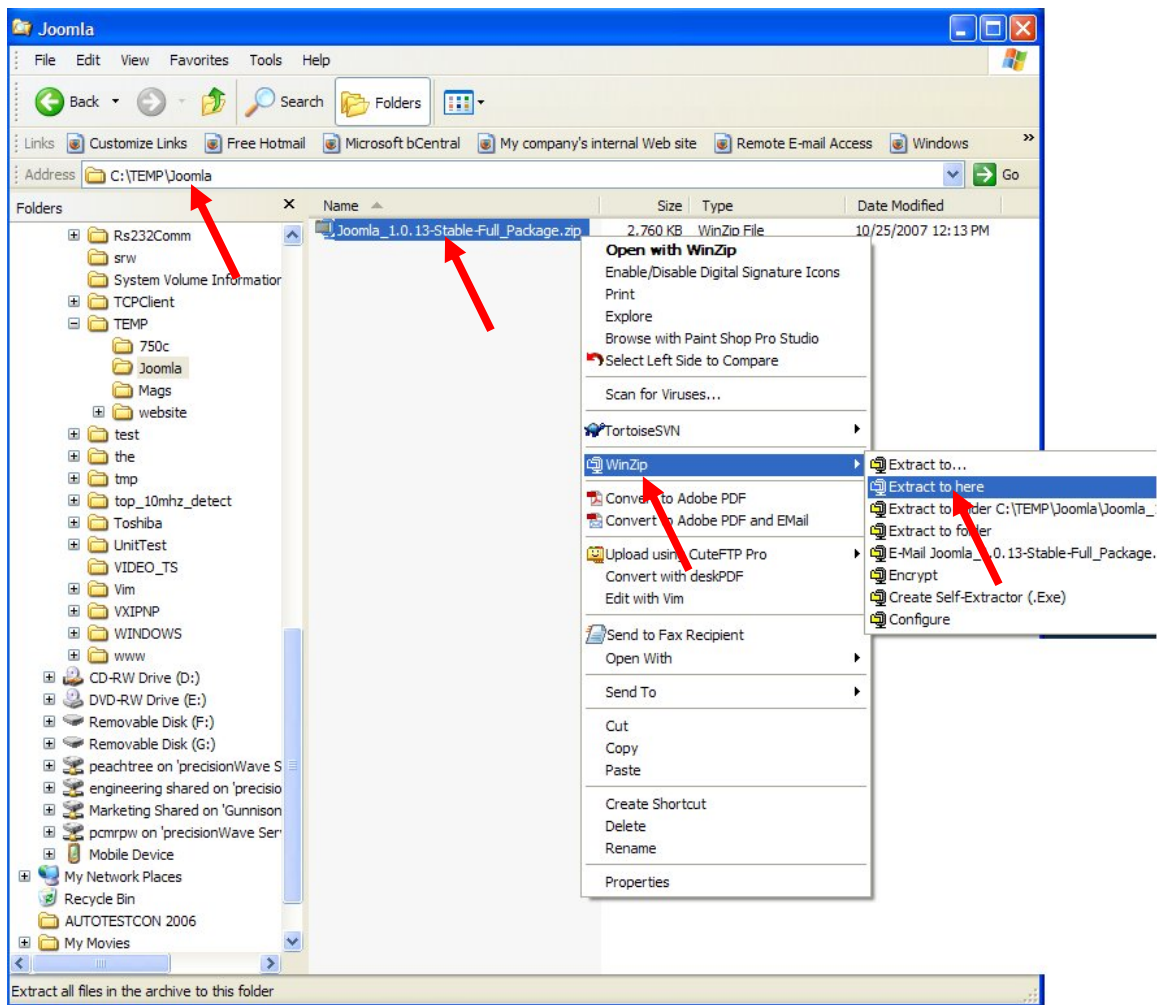 Joomla
File Edit View Favorites Tools Help
Back Search Folders
Links Customize Links Free Hotmail Microsoft bCentral My company's internal Web site Remote E-mail Access Windows »
Address C:\TEMP\Joomla Go
Folders
Rs232Comm
srw
System Volume Information
TCPClient
TEMP
750c
Joomla
Mags
website
test
the
tmp
top_10mhz_detect
Toshiba
UnitTest
VIDEO_TS
Vim
VXIPNP
WINDOWS
www
CD-RW Drive (D:)
DVD-RW Drive (E:)
Removable Disk (F:)
Removable Disk (G:)
peachtree on 'precisionWave S
engineering shared on 'precisio
Marketing Shared on 'Gunnison
pcmrpw on 'precisionWave Ser
Mobile Device
My Network Places
Recycle Bin
AUTOTESTCON 2006
My Movies
Name Size Type Date Modified
Joomla_1.0.13-Stable-Full_Package.zip 2,760 KB WinZip File 10/25/2007 12:13 PM
Open with WinZip
Enable/Disable Digital Signature Icons
Print
Explore
Browse with Paint Shop Pro Studio
Select Left Side to Compare
Scan for Viruses...
TortoiseSVN
WinZip
Convert to Adobe PDF
Convert to Adobe PDF and EMail
Upload using CuteFTP Pro
Convert with deskPDF
Edit with Vim
Send to Fax Recipient
Open With
Send To
Cut
Copy
Paste
Create Shortcut
Delete
Rename
Properties
Extract to...
Extract to here
Extract to folder C:\TEMP\Joomla\Joomla_
Extract to folder
E-Mail Joomla_1.0.13-Stable-Full_Package.
Encrypt
Create Self-Extractor (.Exe)
Configure
Extract all files in the archive to this folder